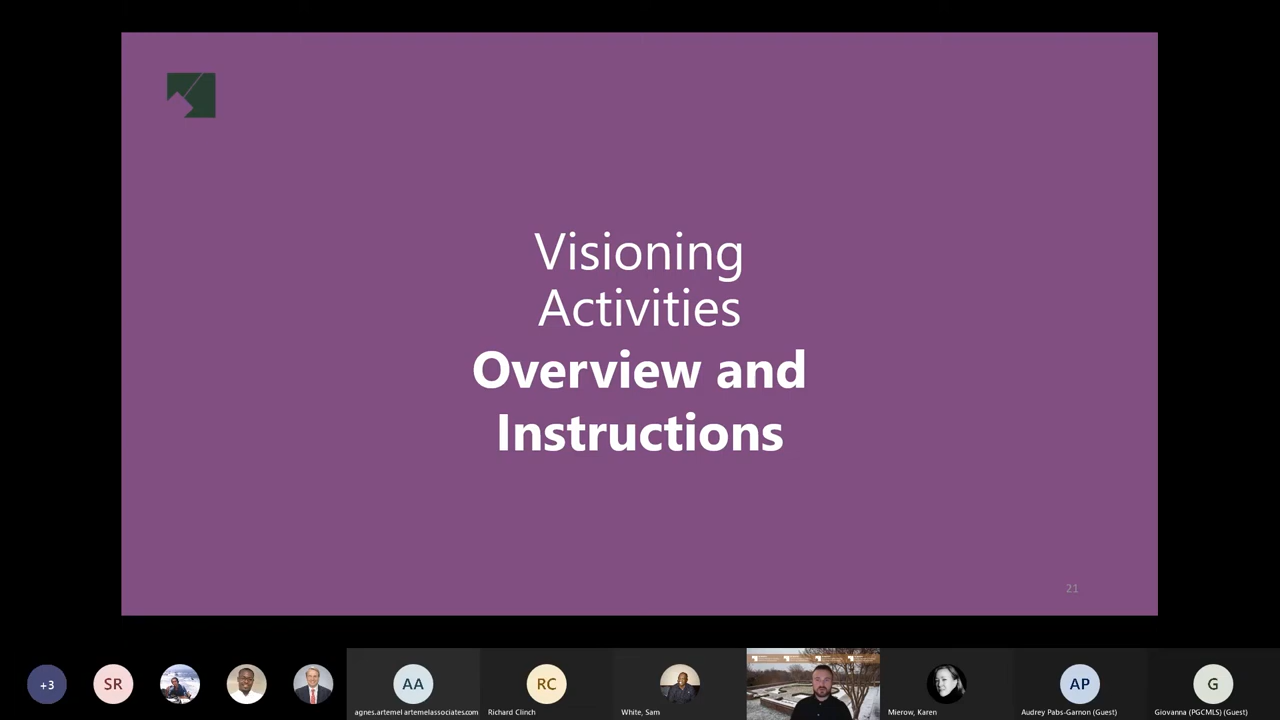 Visioning
Activities
Overview and
Instructions
21
+3
SR
AA
agnes.artemel artemelassociates.com
RC
Richard Clinch
White, Sam
Mierow, Karen
AP
Audrey Pabs-Garnon (Guest)
G
Giovanna (PGCMLS) (Guest)